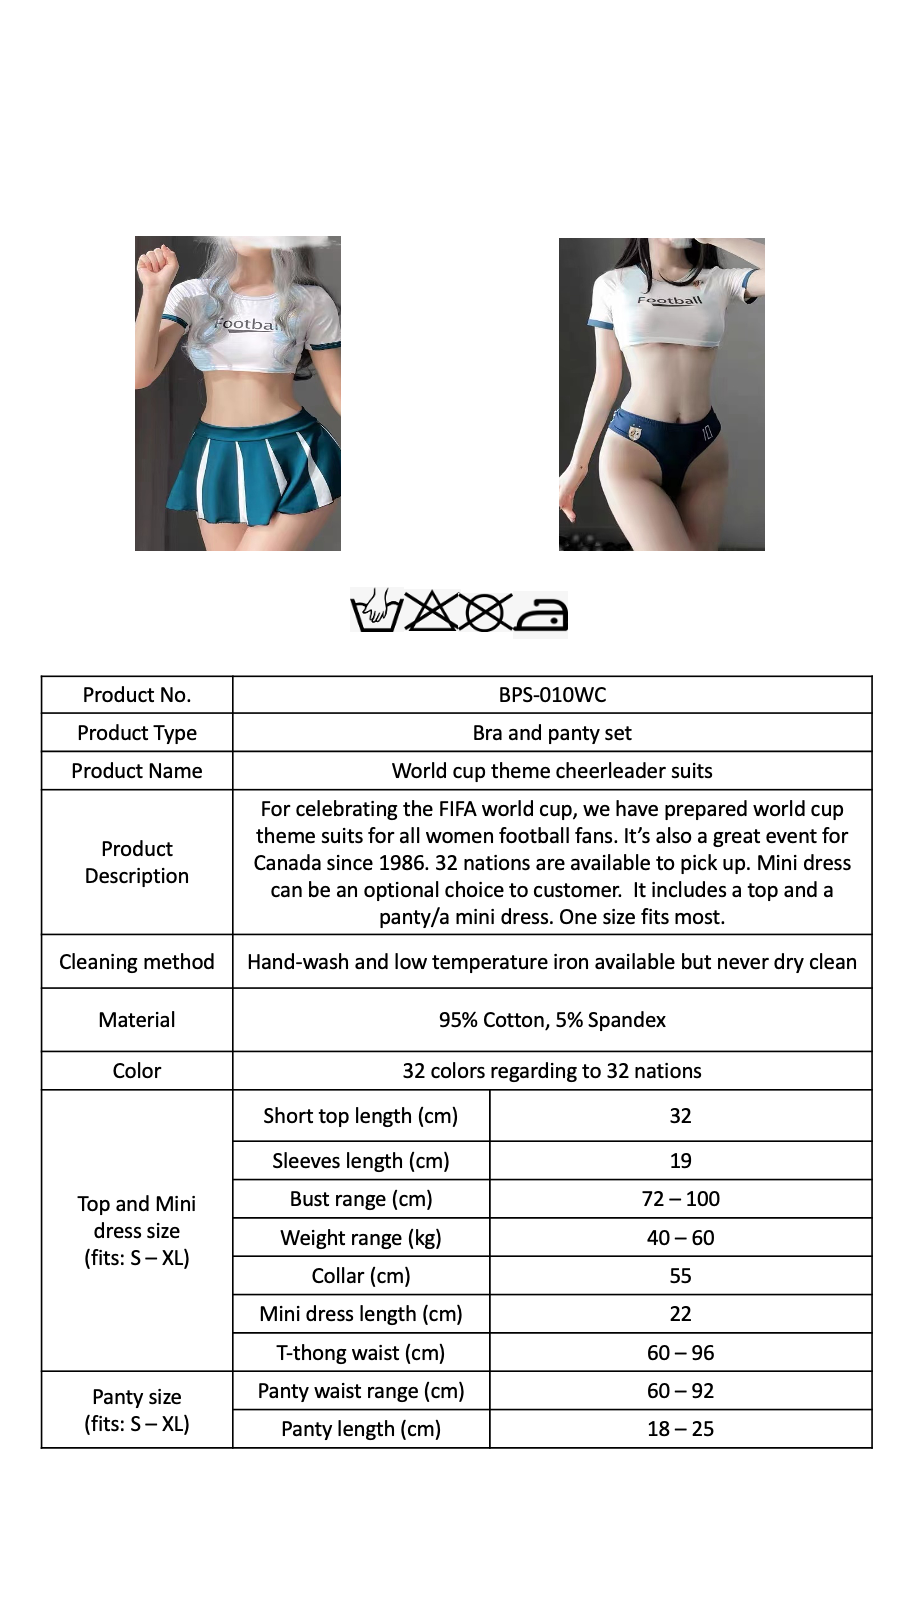 Football
Football
10
Product No.
BPS-010WC
Product Type
Bra and panty set
Product Name
World cup theme cheerleader suits
Product
Description
For celebrating the FIFA world cup, we have prepared world cup
theme suits for all women football fans. It’s also a great event for
Canada since 1986. 32 nations are available to pick up. Mini dress
can be an optional choice to customer.  It includes a top and a
panty/a mini dress. One size fits most.
Cleaning method
Hand-wash and low temperature iron available but never dry clean
Material
95% Cotton, 5% Spandex
Color
32 colors regarding to 32 nations
Top and Mini
dress size
(fits: S – XL)
Short top length (cm)
32
Sleeves length (cm)
19
Bust range (cm)
72 – 100
Weight range (kg)
40 – 60
Collar (cm)
55
Mini dress length (cm)
22
T-thong waist (cm)
60 – 96
Panty size
(fits: S – XL)
Panty waist range (cm)
60 – 92
Panty length (cm)
18 – 25